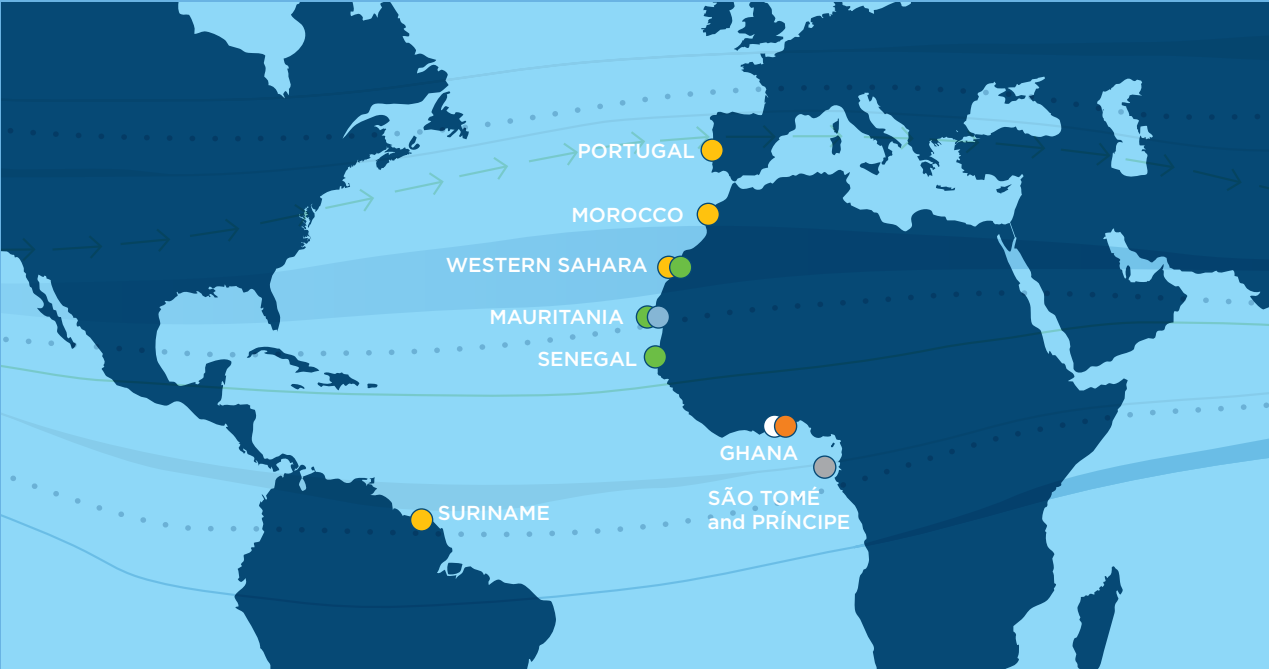 PORTUGAL
MOROCCO
WESTERN SAHARA
MAURITANIA
SENEGAL
GHANA
SÃO TOMÉ
and PRÍNCIPE
SURINAME